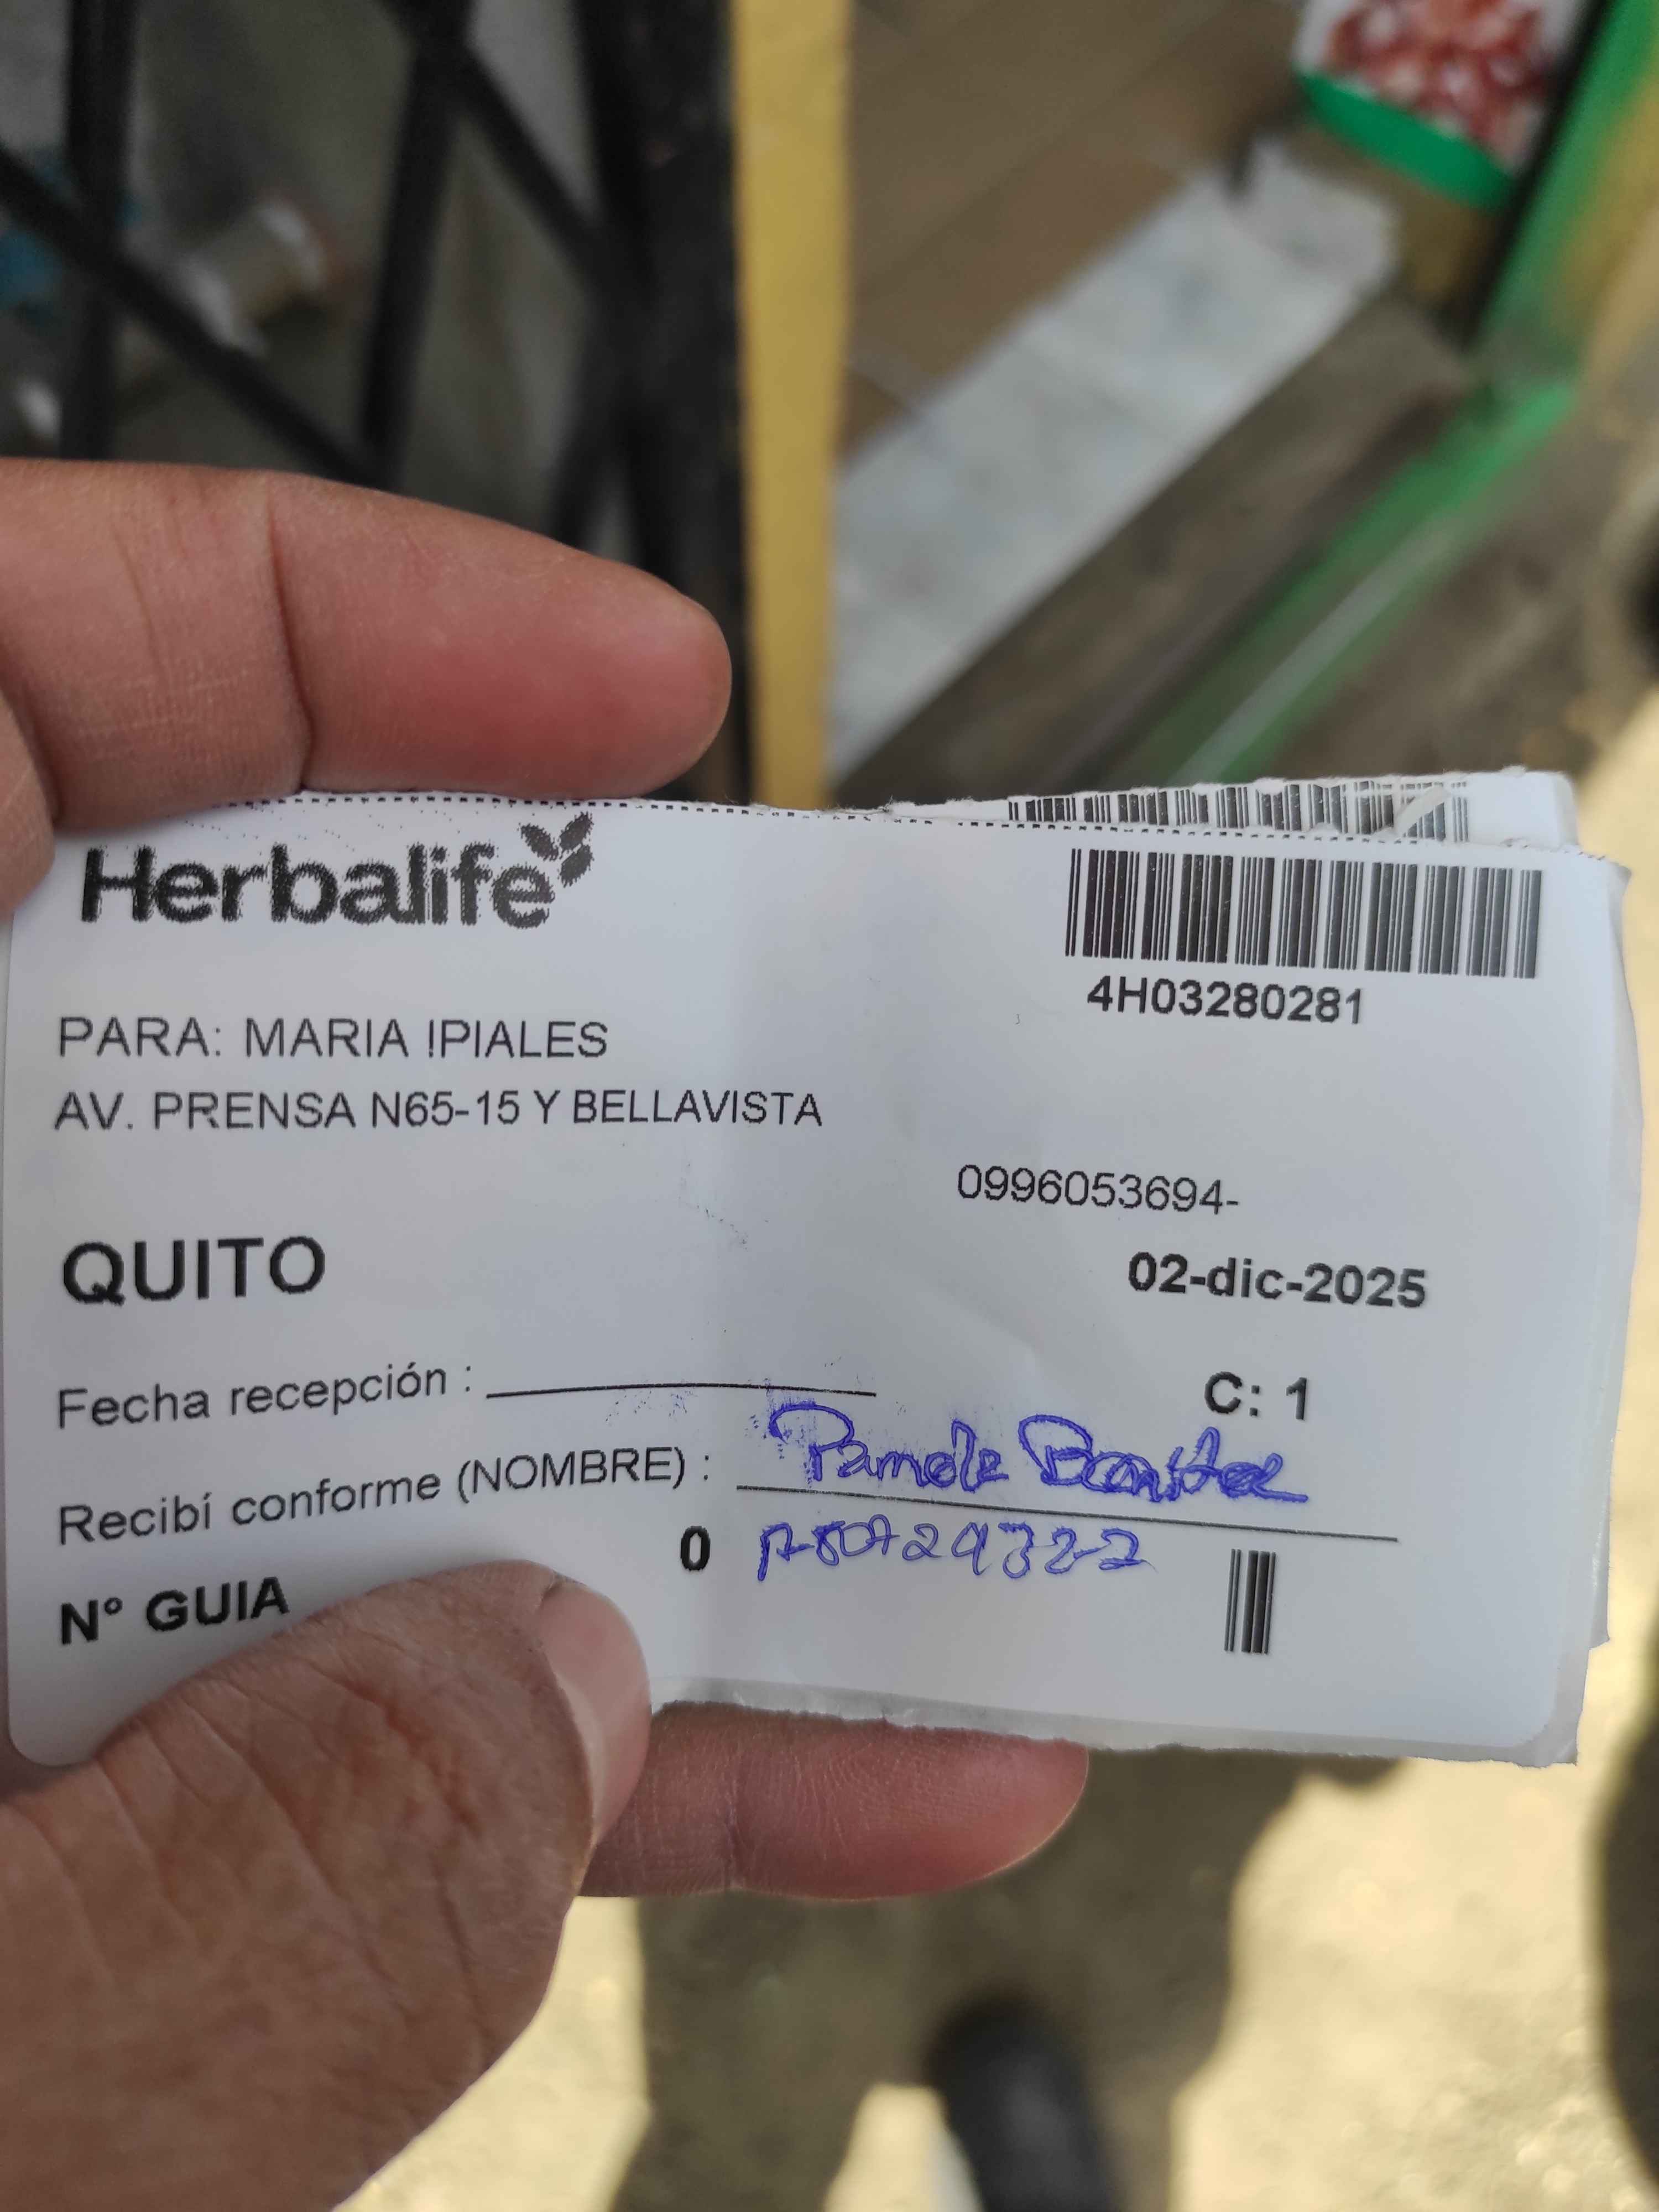 Herbalife
4H03280281
PARA: MARIA IPIALES
AV. PRENSA N65-15 Y BELLAVISTA
0996053694-
QUITO
02-dic-2025
Fecha recepción :
C: 1
Recibí conforme (NOMBRE) : Pamela
0
N° GUIA